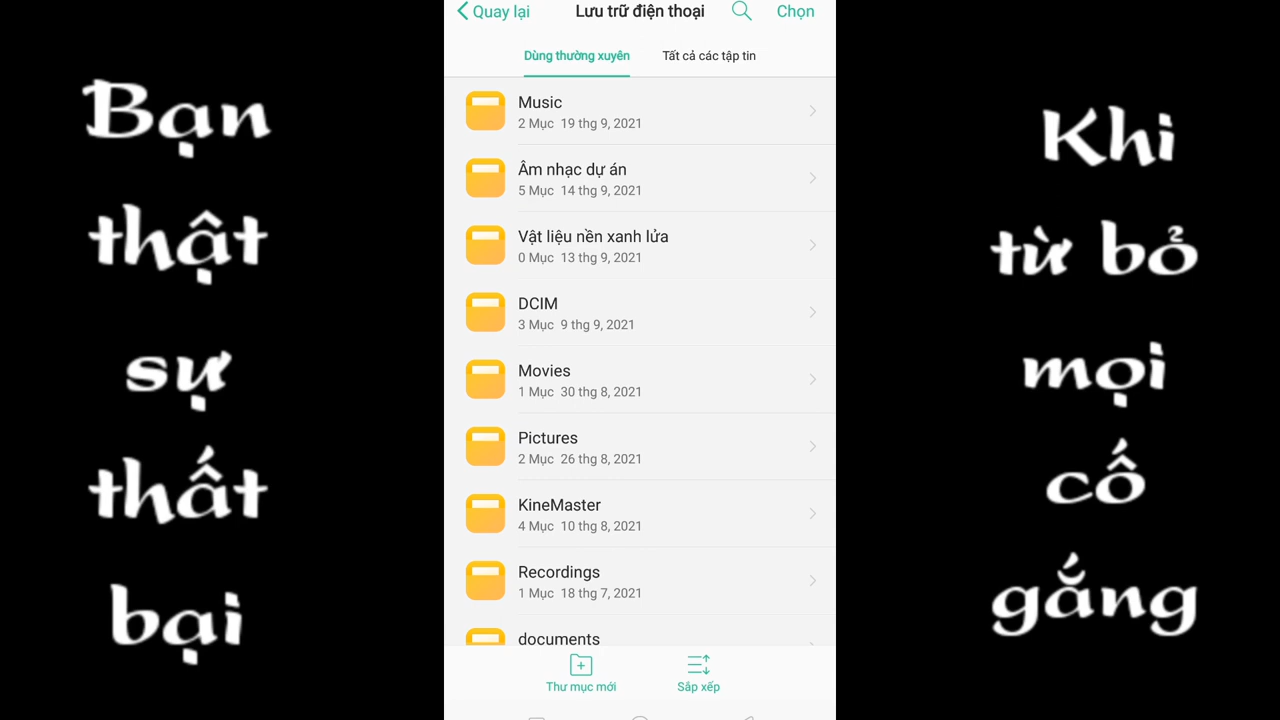 Bạn
thật
sự
thất
bại
Quay lại
Lưu trữ điện thoại
Chọn
Dùng thường xuyên
Tất cả các tập tin
Music
2 Mục 19 thg 9, 2021
Âm nhạc dự án
5 Mục 14 thg 9, 2021
Vật liệu nền xanh lửa
0 Mục 13 thg 9, 2021
DCIM
3 Mục 9 thg 9, 2021
Movies
1 Mục 30 thg 8, 2021
Pictures
2 Mục 26 thg 8, 2021
KineMaster
4 Mục 10 thg 8, 2021
Recordings
1 Mục 18 thg 7, 2021
documents
Thư mục mới
Sắp xếp
Khi
từ bỏ
mọi
cố
gắng